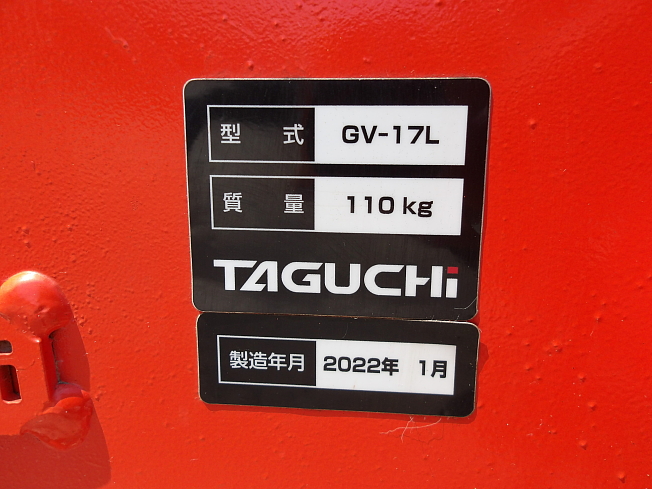 型式 GV-17L
質量 110 kg
TAGUCHi
製造年月 2022年 1月